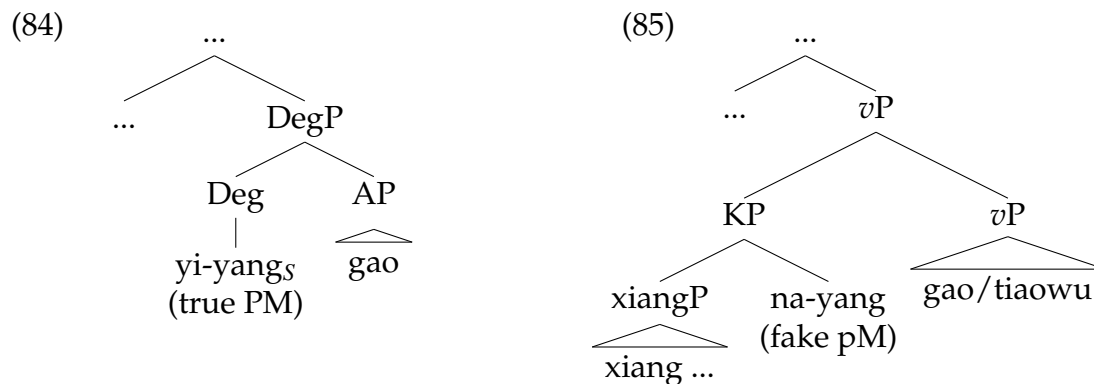 (84)
...
... DegP
Deg AP
yi-yangS gao
(true PM)
(85)
...
... vP
KP vP
xiangP na-yang gao/tiaowu
(fake pM)
xiang ...